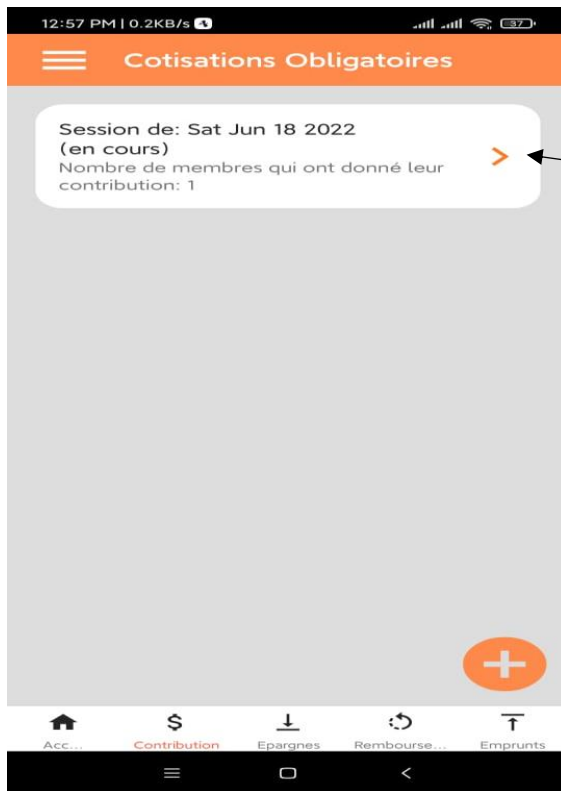 12:57 PM | 0.2KB/s
37
Cotisations Obligatoires
Session de: Sat Jun 18 2022
(en cours)
Nombre de membres qui ont donné leur
contribution: 1
Acc... Contribution Epargnes Rembourse... Emprunts